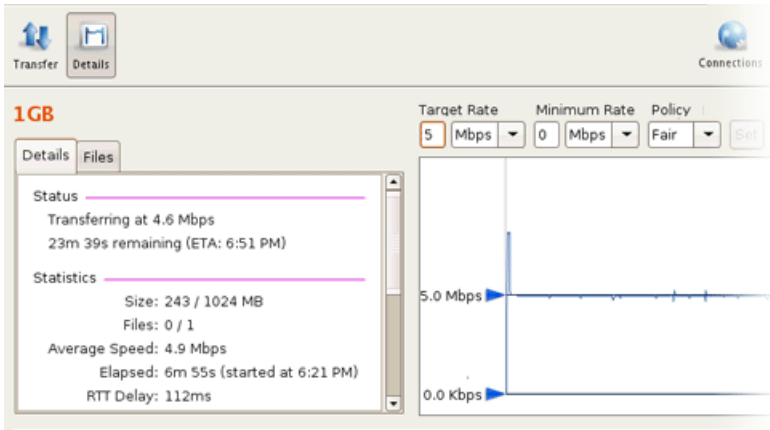 Transfer Details Connections
1GB
Target Rate Minimum Rate Policy
5 Mbps 0 Mbps Fair Set
Details Files
Status
Transferring at 4.6 Mbps
23m 39s remaining (ETA: 6:51 PM)
Statistics
Size: 243 / 1024 MB
Files: 0 / 1
Average Speed: 4.9 Mbps
Elapsed: 6m 55s (started at 6:21 PM)
RTT Delay: 112ms
5.0 Mbps
0.0 Kbps